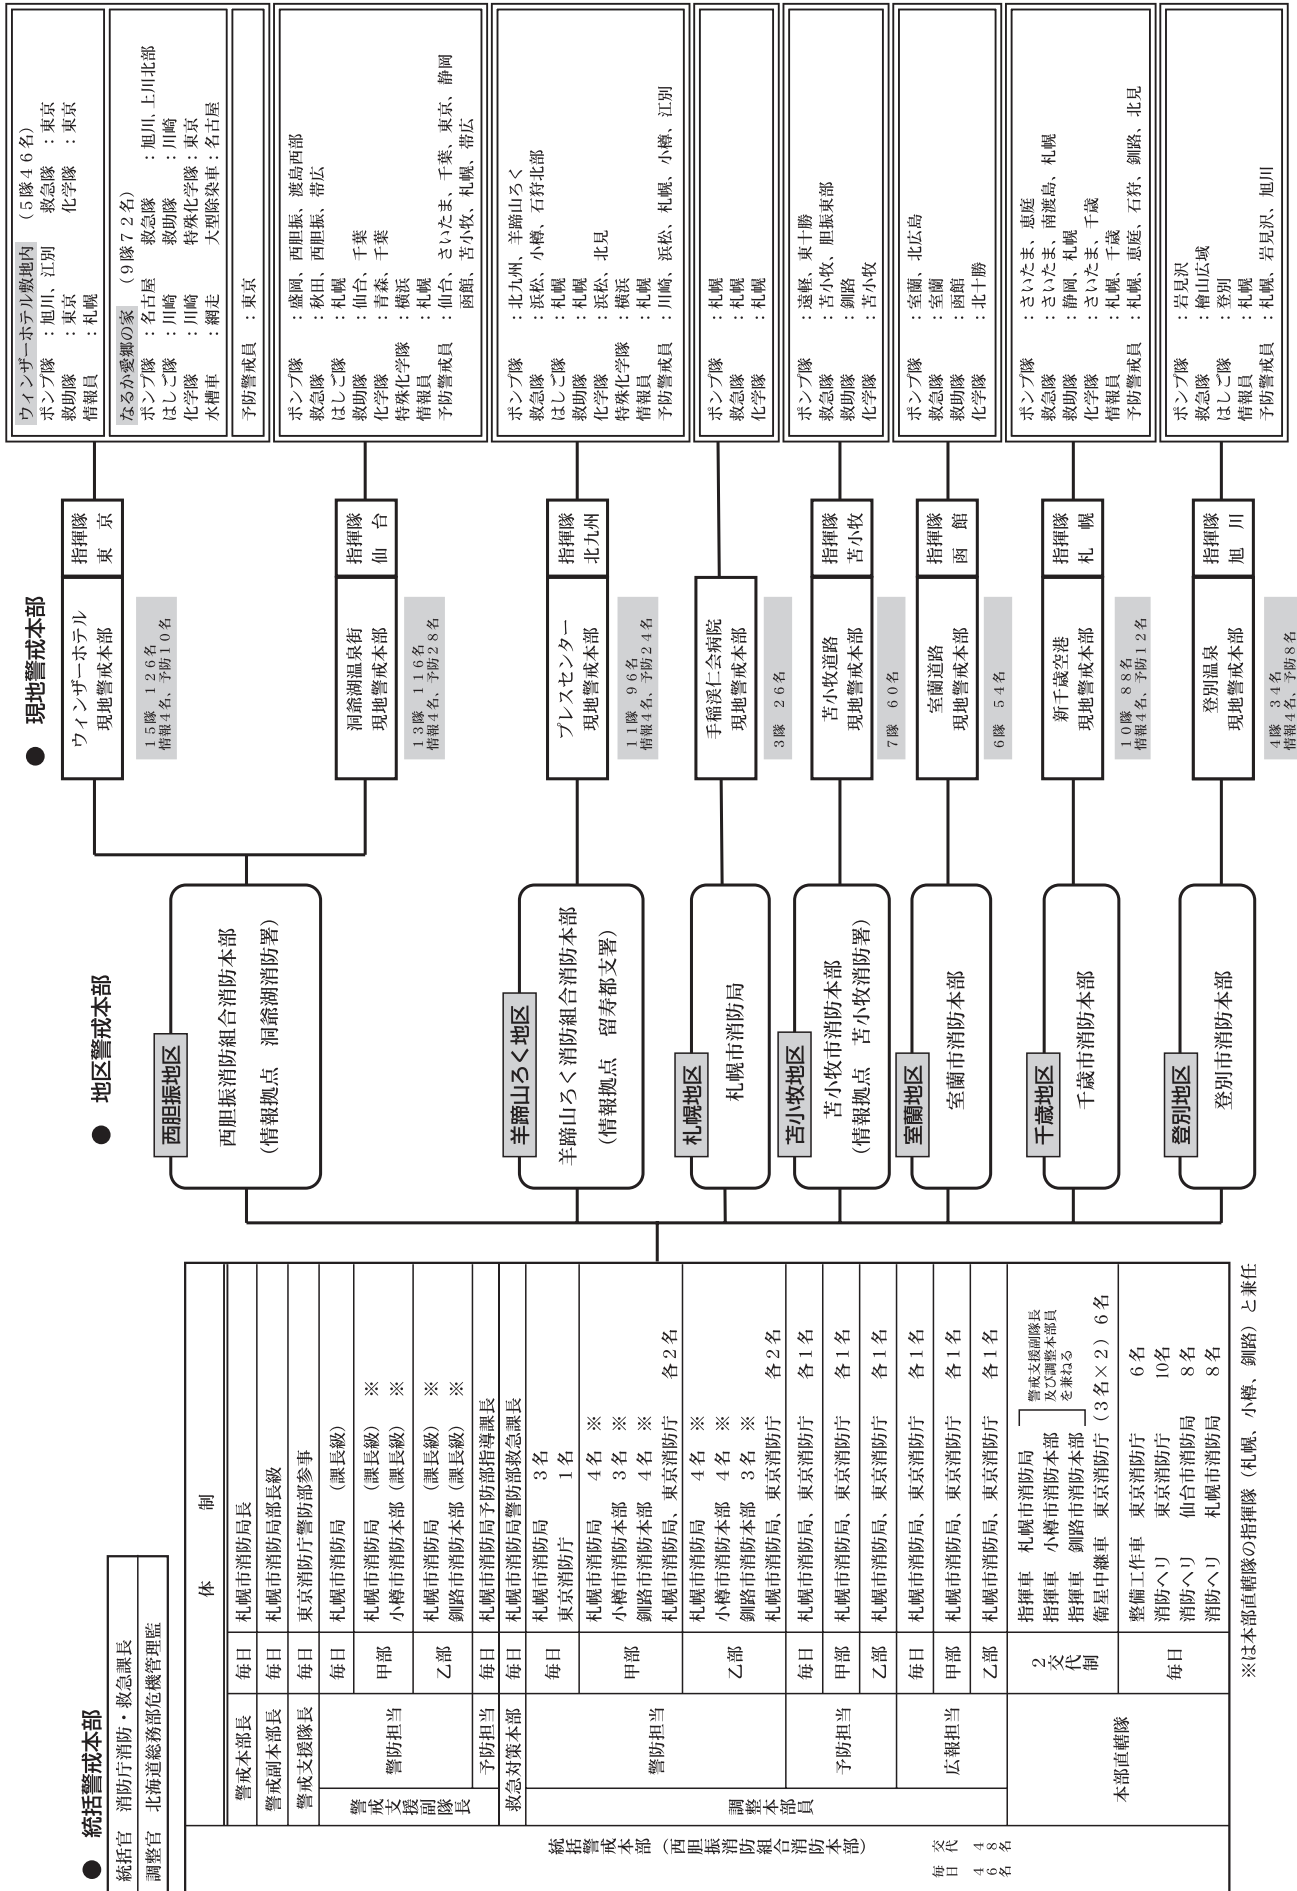 ● 統括警戒本部
統括官　消防庁消防・救急課長
調整官　北海道総務部危機管理監
体　　制
統括警戒本部（西胆振消防組合消防本部）
毎日　４６名
交代　４８名
警戒本部長　毎日　札幌市消防局長
警戒副本部長　毎日　札幌市消防局部長級
警戒支援隊長　毎日　東京消防庁警防部参事
警戒支援副隊長
警防担当
毎日　札幌市消防局　（課長級）
甲部　札幌市消防局　（課長級）　※
小樽市消防本部（課長級）　※
乙部　札幌市消防局　（課長級）　※
釧路市消防本部（課長級）　※
予防担当　毎日　札幌市消防局予防部指導課長
救急対策本部　毎日　札幌市消防局警防部救急課長
調整本部員
警防担当
毎日　札幌市消防局　３名
東京消防庁　１名
甲部　札幌市消防局　４名　※
小樽市消防本部　３名　※
釧路市消防本部　４名　※
札幌市消防局、東京消防庁　各２名
乙部　札幌市消防局　４名　※
小樽市消防本部　４名　※
釧路市消防本部　３名　※
札幌市消防局、東京消防庁　各２名
予防担当
毎日　札幌市消防局、東京消防庁　各１名
甲部　札幌市消防局、東京消防庁　各１名
乙部　札幌市消防局、東京消防庁　各１名
広報担当
毎日　札幌市消防局、東京消防庁　各１名
甲部　札幌市消防局、東京消防庁　各１名
乙部　札幌市消防局、東京消防庁　各１名
本部直轄隊
２交代制
指揮車　札幌市消防局
指揮車　小樽市消防本部
指揮車　釧路市消防本部
警戒支援副隊長
及び調整本部員
を兼ねる
衛星中継車　東京消防庁（３名×２）６名
毎日
整備工作車　東京消防庁　６名
消防ヘリ　東京消防庁　10名
消防ヘリ　仙台市消防局　８名
消防ヘリ　札幌市消防局　８名
※は本部直轄隊の指揮隊（札幌、小樽、釧路）と兼任
● 地区警戒本部
西胆振地区
西胆振消防組合消防本部
（情報拠点　洞爺湖消防署）
羊蹄山ろく地区
羊蹄山ろく消防組合消防本部
（情報拠点　留寿都支署）
札幌地区
札幌市消防局
苫小牧地区
苫小牧市消防本部
（情報拠点　苫小牧消防署）
室蘭地区
室蘭市消防本部
千歳地区
千歳市消防本部
登別地区
登別市消防本部
● 現地警戒本部
ウィンザーホテル
現地警戒本部
指揮隊
東　京
１５隊 １２６名
情報４名、予防１０名
洞爺湖温泉街
現地警戒本部
指揮隊
仙　台
１３隊 １１６名
情報４名、予防２８名
プレスセンター
現地警戒本部
指揮隊
北九州
１１隊 ９６名
情報４名、予防２４名
手稲渓仁会病院
現地警戒本部
３隊 ２６名
苫小牧道路
現地警戒本部
指揮隊
苫小牧
７隊 ６０名
室蘭道路
現地警戒本部
指揮隊
函　館
６隊 ５４名
新千歳空港
現地警戒本部
指揮隊
札　幌
１０隊 ８８名
情報４名、予防１２名
登別温泉
現地警戒本部
指揮隊
旭　川
４隊 ３４名
情報４名、予防８名
ウィンザーホテル敷地内（５隊４６名）
ポンプ隊　：旭川、江別　救急隊　：東京
救助隊　：東京　化学隊　：東京
情報員　：札幌
なるか愛郷の家（９隊７２名）
ポンプ隊　：名古屋　救急隊　：旭川、上川北部
はしご隊　：川崎　救助隊　：川崎
化学隊　：川崎　特殊化学隊：東京
水槽車　：網走　大型除染車：名古屋
予防警戒員　：東京
ポンプ隊　：盛岡、西胆振、渡島西部
救急隊　：秋田、西胆振、帯広
はしご隊　：札幌
救助隊　：仙台、千葉
化学隊　：青森、千葉
特殊化学隊　：横浜
情報員　：札幌
予防警戒員　：仙台、さいたま、千葉、東京、静岡
函館、苫小牧、札幌、帯広
ポンプ隊　：北九州、羊蹄山ろく
救急隊　：浜松、小樽、石狩北部
はしご隊　：札幌
救助隊　：札幌
化学隊　：浜松、北見
特殊化学隊　：横浜
情報員　：札幌
予防警戒員　：川崎、浜松、札幌、小樽、江別
ポンプ隊　：札幌
救急隊　：札幌
化学隊　：札幌
ポンプ隊　：遠軽、東十勝
救急隊　：苫小牧、胆振東部
救助隊　：釧路
化学隊　：苫小牧
ポンプ隊　：室蘭、北広島
救急隊　：室蘭
救助隊　：函館
化学隊　：北十勝
ポンプ隊　：さいたま、恵庭
救急隊　：さいたま、南渡島、札幌
救助隊　：静岡、札幌
化学隊　：さいたま、千歳
情報員　：札幌、千歳
予防警戒員　：札幌、恵庭、石狩、釧路、北見
ポンプ隊　：岩見沢
救急隊　：檜山広域
はしご隊　：登別
情報員　：札幌
予防警戒員　：札幌、岩見沢、旭川